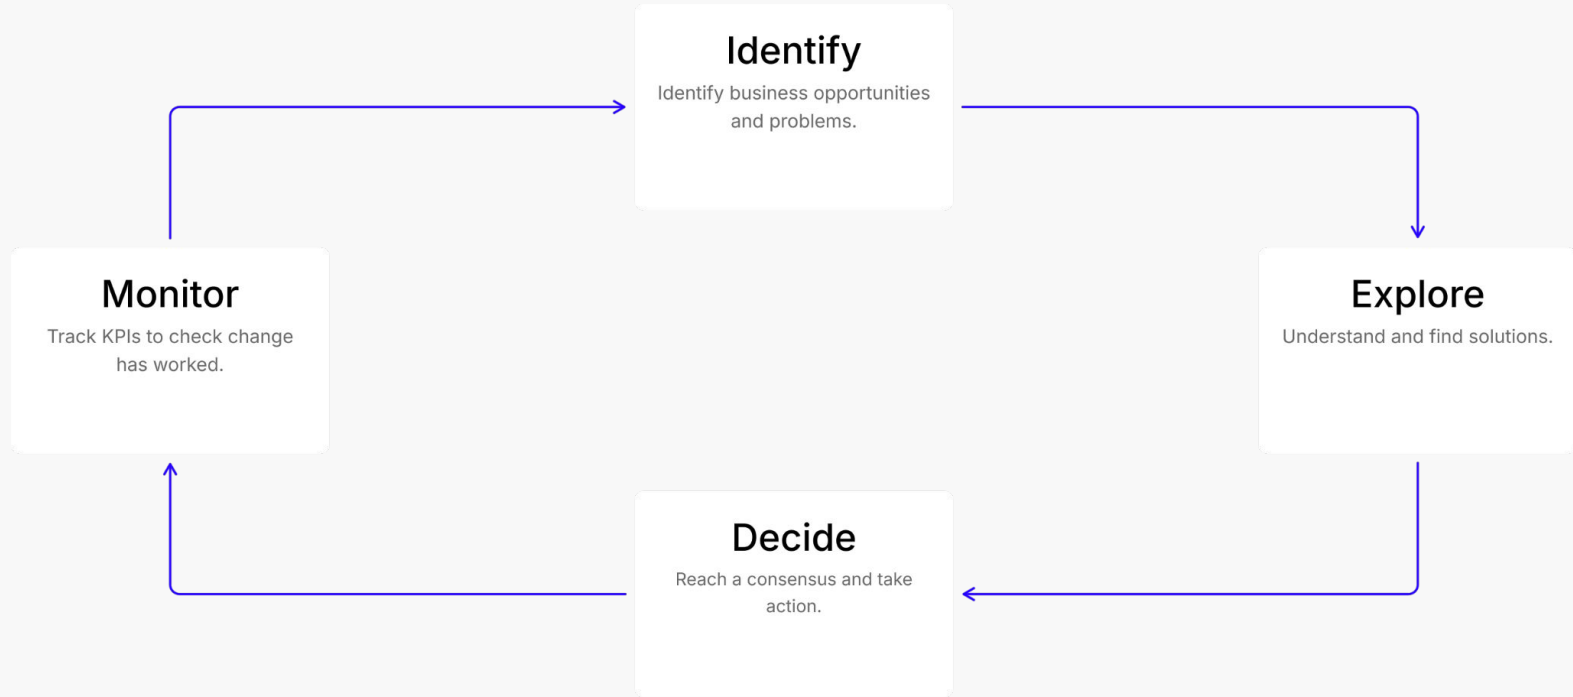 Identify
Identify business opportunities
and problems.
Monitor
Track KPIs to check change
has worked.
Explore
Understand and find solutions.
Decide
Reach a consensus and take
action.